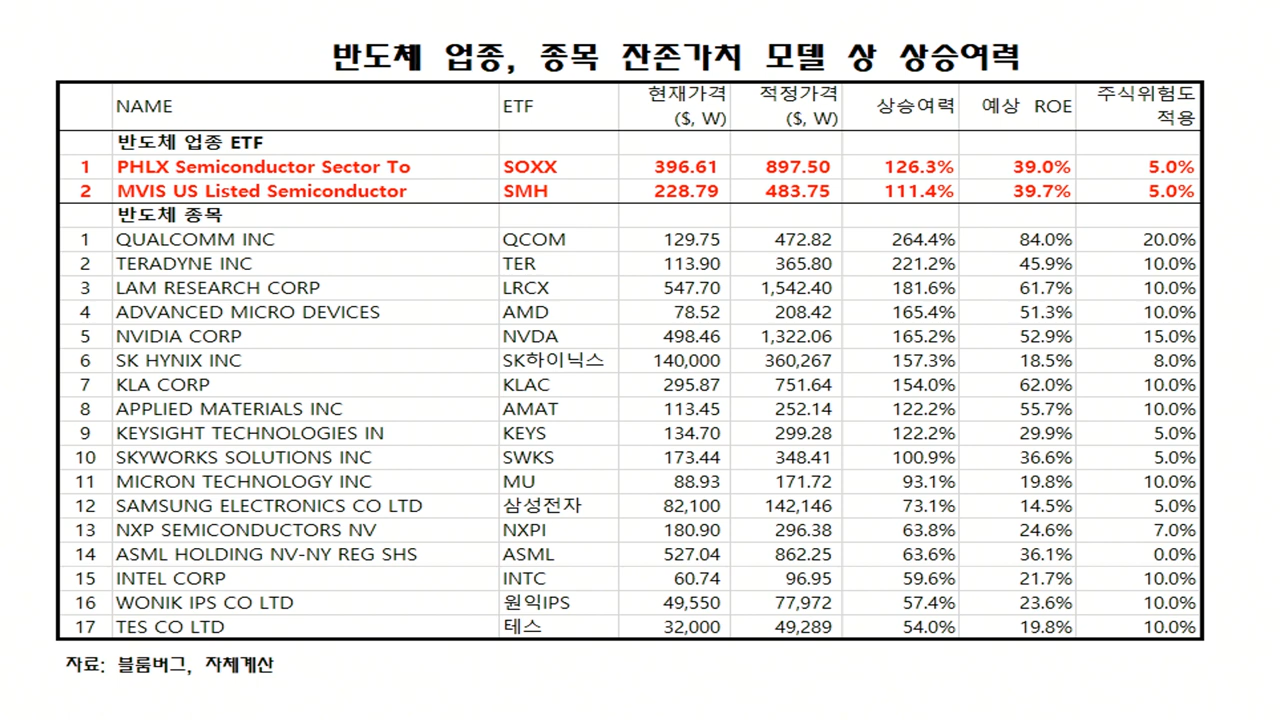 반도체 업종, 종목 잔존가치 모델 상 상승여력
NAME ETF 현재가격 ($, W) 적정가격 ($, W) 상승여력 예상 ROE 주식위험도 적용
반도체 업종 ETF
1 PHLX Semiconductor Sector To SOXX 396.61 897.50 126.3% 39.0% 5.0%
2 MVIS US Listed Semiconductor SMH 228.79 483.75 111.4% 39.7% 5.0%
반도체 종목
1 QUALCOMM INC QCOM 129.75 472.82 264.4% 84.0% 20.0%
2 TERADYNE INC TER 113.90 365.80 221.2% 45.9% 10.0%
3 LAM RESEARCH CORP LRCX 547.70 1,542.40 181.6% 61.7% 10.0%
4 ADVANCED MICRO DEVICES AMD 78.52 208.42 165.4% 51.3% 10.0%
5 NVIDIA CORP NVDA 498.46 1,322.06 165.2% 52.9% 15.0%
6 SK HYNIX INC SK하이닉스 140,000 360,267 157.3% 18.5% 8.0%
7 KLA CORP KLAC 295.87 751.64 154.0% 62.0% 10.0%
8 APPLIED MATERIALS INC AMAT 113.45 252.14 122.2% 55.7% 10.0%
9 KEYSIGHT TECHNOLOGIES IN KEYS 134.70 299.28 122.2% 29.9% 5.0%
10 SKYWORKS SOLUTIONS INC SWKS 173.44 348.41 100.9% 36.6% 5.0%
11 MICRON TECHNOLOGY INC MU 88.93 171.72 93.1% 19.8% 10.0%
12 SAMSUNG ELECTRONICS CO LTD 삼성전자 82,100 142,146 73.1% 14.5% 5.0%
13 NXP SEMICONDUCTORS NV NXPI 180.90 296.38 63.8% 24.6% 7.0%
14 ASML HOLDING NV-NY REG SHS ASML 527.04 862.25 63.6% 36.1% 0.0%
15 INTEL CORP INTC 60.74 96.95 59.6% 21.7% 10.0%
16 WONIK IPS CO LTD 원익IPS 49,550 77,972 57.4% 23.6% 10.0%
17 TES CO LTD 테스 32,000 49,289 54.0% 19.8% 10.0%
자료: 블룸버그, 자체계산